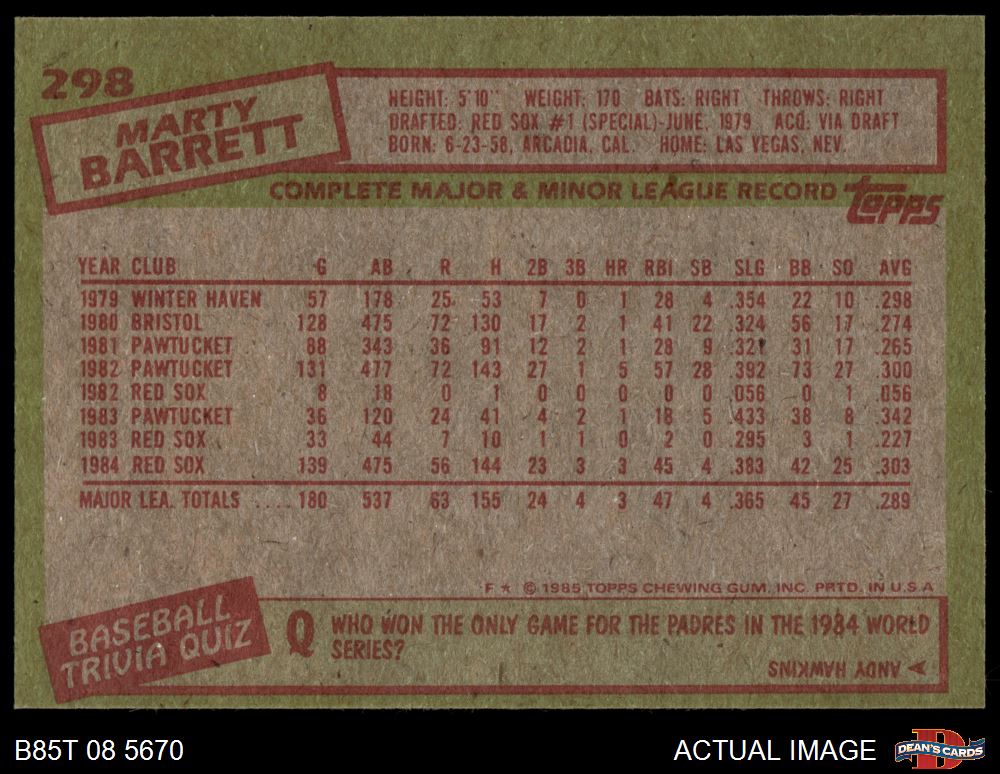 298
MARTY
BARRETT
HEIGHT: 5'10" WEIGHT: 170 BATS: RIGHT THROWS: RIGHT
DRAFTED: RED SOX #1 (SPECIAL)-JUNE, 1979 ACQ: VIA DRAFT
BORN: 6-23-58, ARCADIA, CAL. HOME: LAS VEGAS, NEV.
COMPLETE MAJOR & MINOR LEAGUE RECORD topps
YEAR CLUB G AB R H 2B 3B HR RBI SB SLG BB SO AVG
1979 WINTER HAVEN 57 178 25 53 7 0 1 28 4 .354 22 10 .298
1980 BRISTOL 128 475 72 130 17 2 1 41 22 .324 56 17 .274
1981 PAWTUCKET 88 343 36 91 12 2 1 28 9 .321 31 17 .265
1982 PAWTUCKET 131 477 72 143 27 1 5 57 28 .392 73 27 .300
1982 RED SOX 8 18 0 1 0 0 0 0 0 .056 0 1 .056
1983 PAWTUCKET 36 120 24 41 4 2 1 18 5 .433 38 8 .342
1983 RED SOX 33 44 7 10 1 1 0 2 0 .295 3 1 .227
1984 RED SOX 139 475 56 144 23 3 3 45 4 .383 42 25 .303
MAJOR LEA. TOTALS .... 180 537 63 155 24 4 3 47 4 .365 45 27 .289
F ★ © 1985 TOPPS CHEWING GUM, INC. PRTD. IN U.S.A
BASEBALL
TRIVIA QUIZ
Q WHO WON THE ONLY GAME FOR THE PADRES IN THE 1984 WORLD
SERIES?
ANDY HAWKINS
B85T 08 5670
ACTUAL IMAGE
D
DEAN'S CARDS